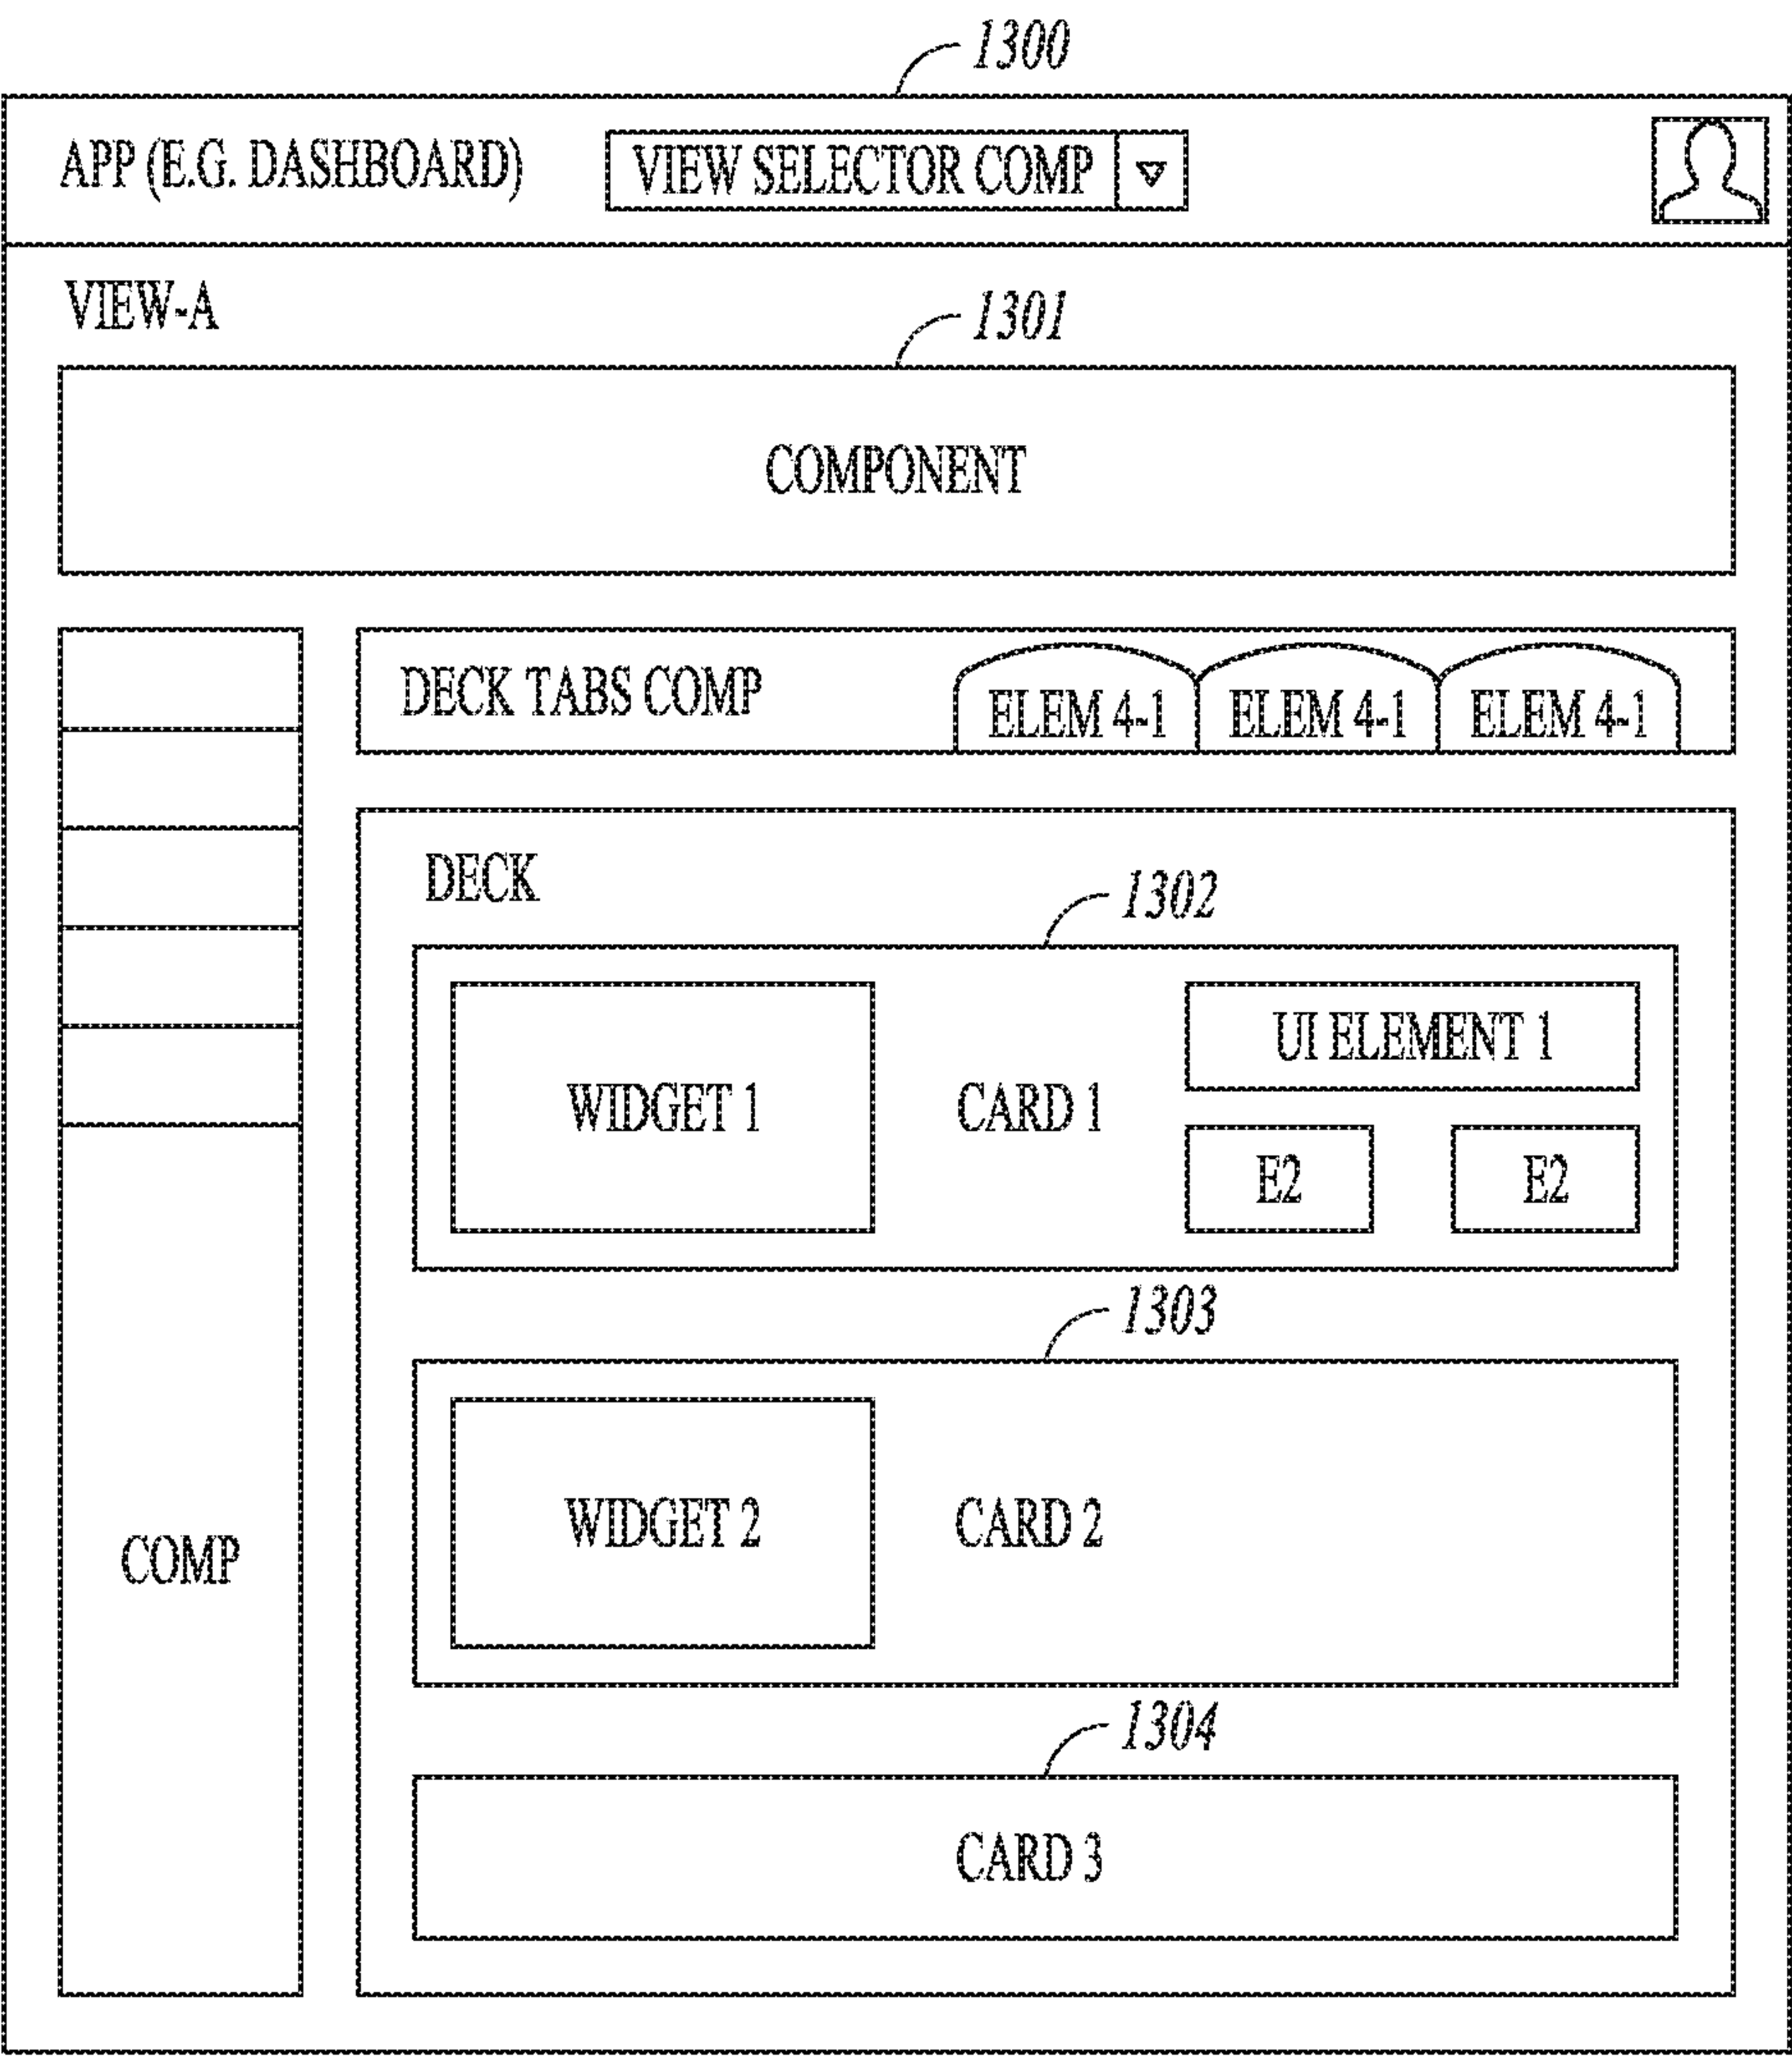 1300
APP (E.G. DASHBOARD)
VIEW SELECTOR COMP
VIEW-A
1301
COMPONENT
DECK TABS COMP
ELEM 4-1
ELEM 4-1
ELEM 4-1
DECK
1302
WIDGET 1
CARD 1
UI ELEMENT 1
E2
E2
1303
WIDGET 2
CARD 2
COMP
1304
CARD 3